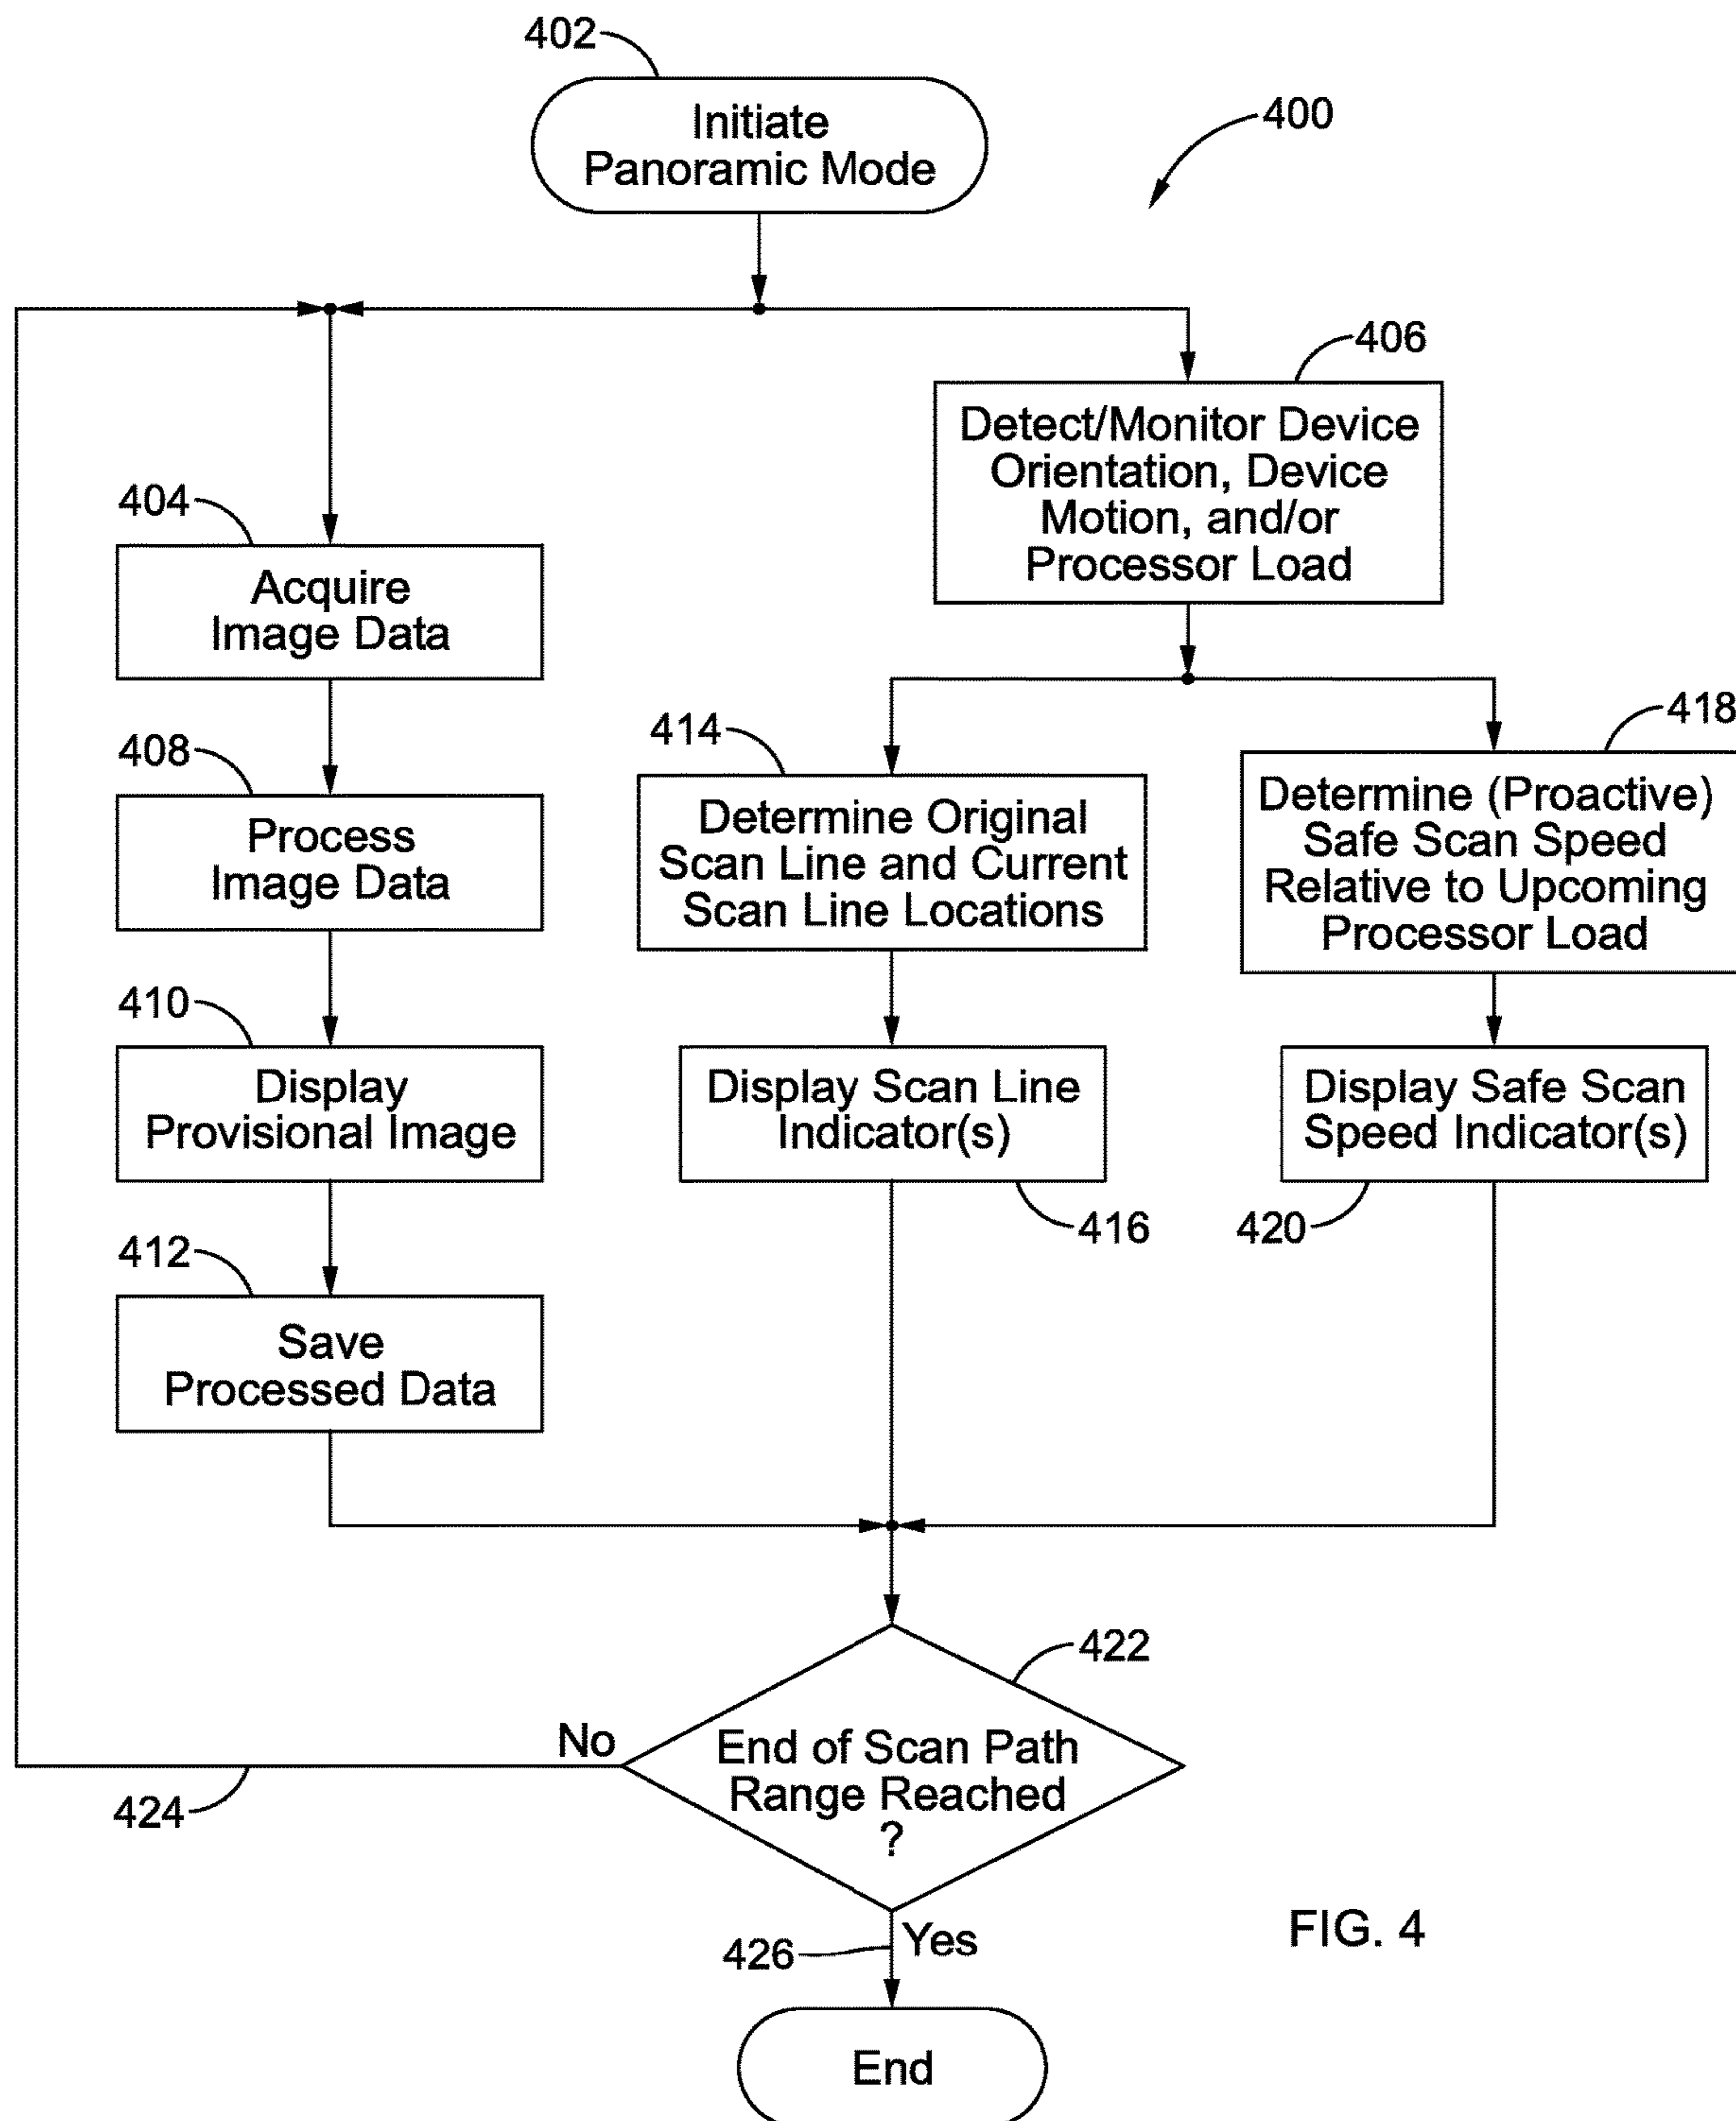 402
Initiate
Panoramic Mode
400
406
Detect/Monitor Device
Orientation, Device
Motion, and/or
Processor Load
404
Acquire
Image Data
414
418
408
Process
Image Data
Determine Original
Scan Line and Current
Scan Line Locations
Determine (Proactive)
Safe Scan Speed
Relative to Upcoming
Processor Load
410
Display
Provisional Image
Display Scan Line
Indicator(s)
Display Safe Scan
Speed Indicator(s)
416
420
412
Save
Processed Data
422
No
End of Scan Path
Range Reached
?
424
FIG. 4
426
Yes
End